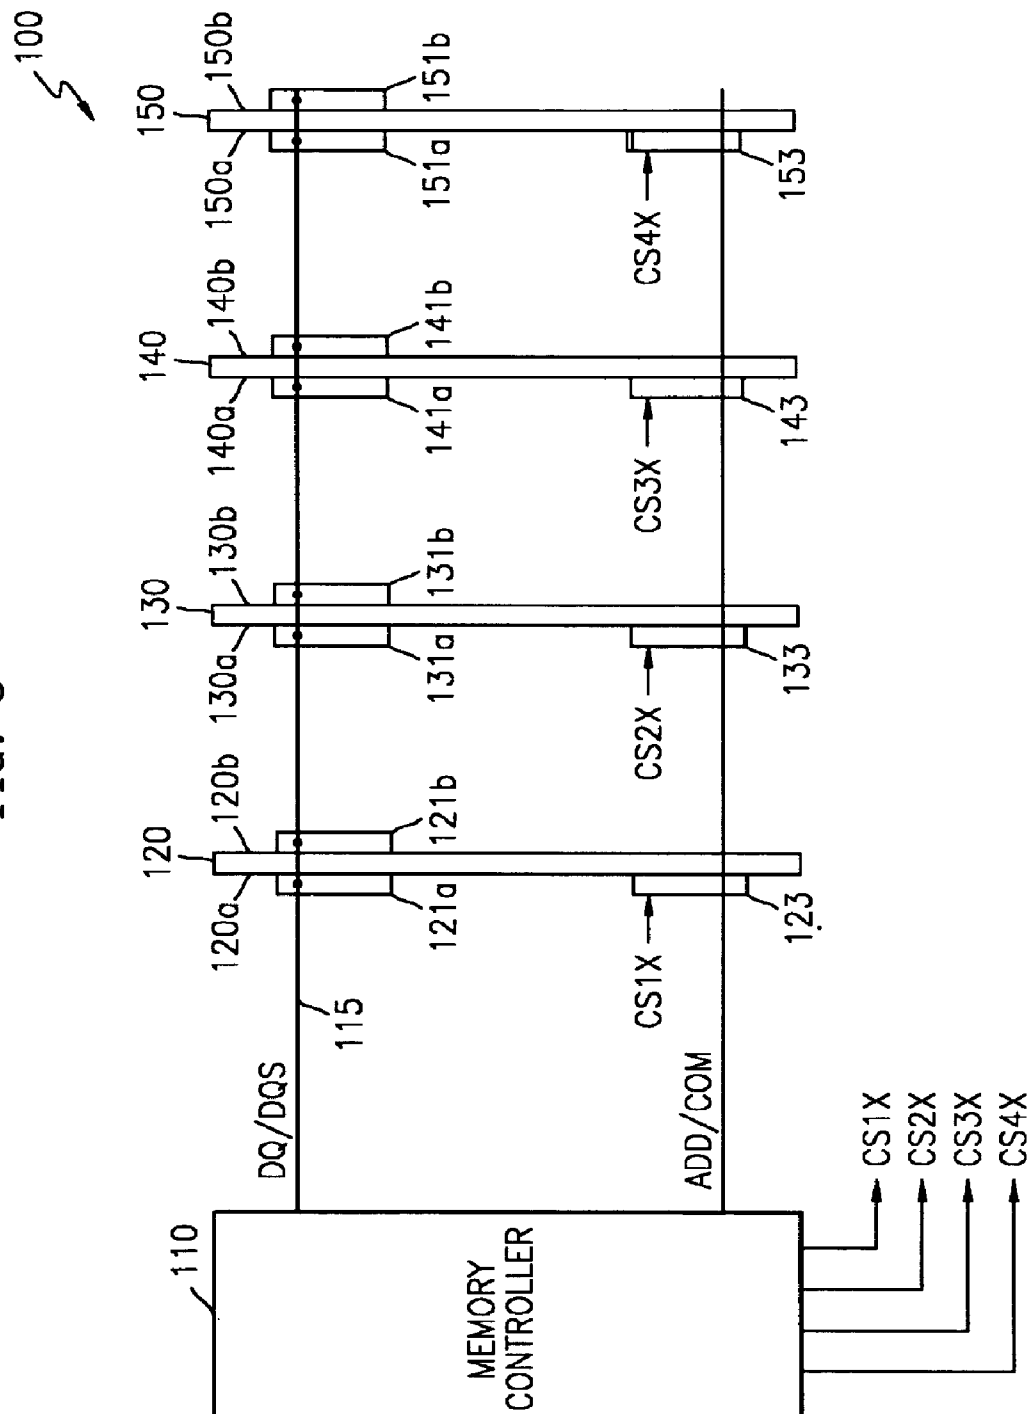 FIG.
100
110
120
130
140
150
120a
120b
130a
130b
140a
140b
150a
150b
DQ/DQS
115
121a
121b
131a
131b
141a
141b
151a
151b
MEMORY
CONTROLLER
CS1X
CS2X
CS3X
CS4X
ADD/COM
123
133
143
153
CS1X
CS2X
CS3X
CS4X